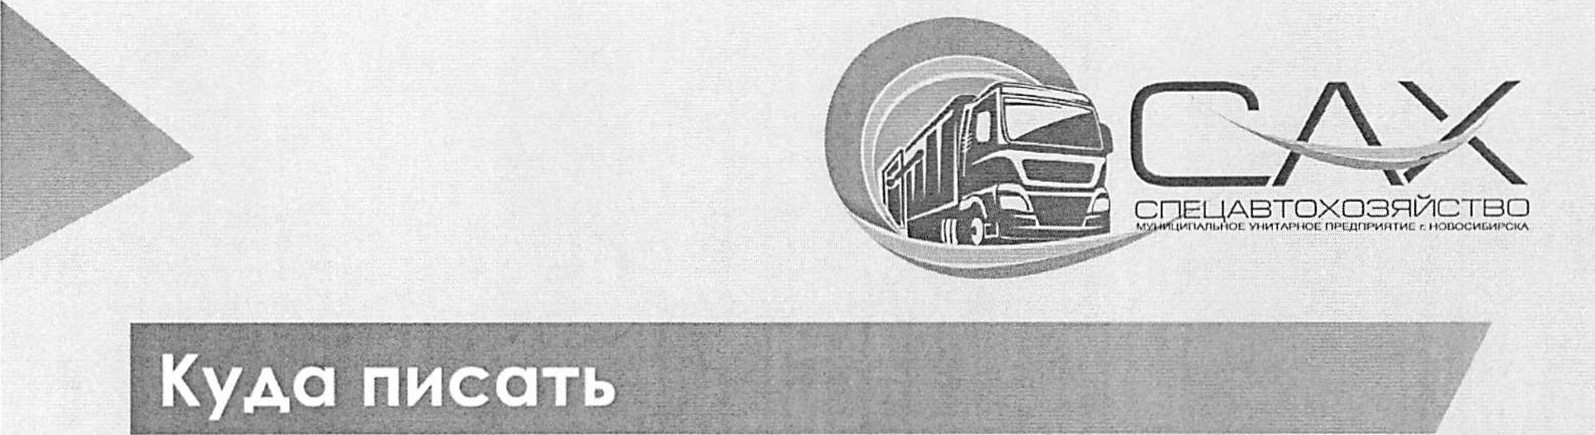 САХ
СПЕЦАВТОХОЗЯЙСТВО
МУНИЦИПАЛЬНОЕ УНИТАРНОЕ ПРЕДПРИЯТИЕ г. НОВОСИБИРСКА
Куда писать